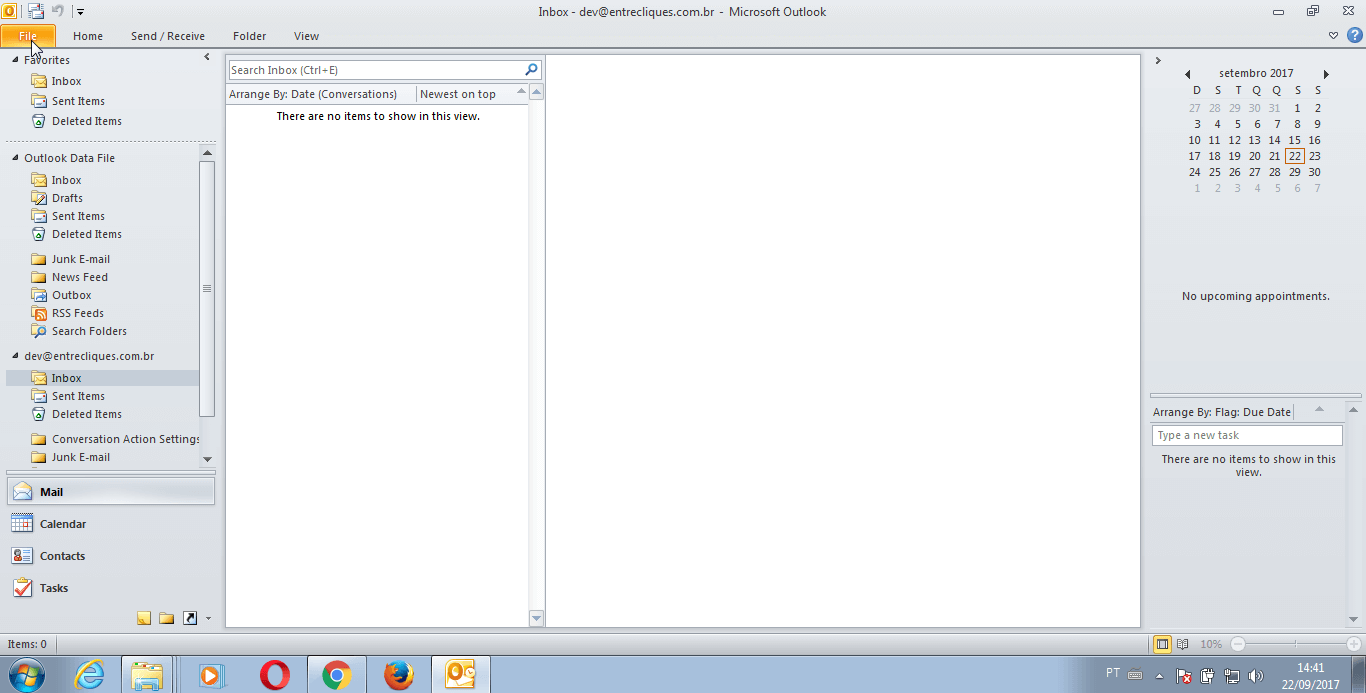 Inbox - dev@entrecliques.com.br - Microsoft Outlook
File Home Send / Receive Folder View
Favorites
Inbox
Sent Items
Deleted Items
Outlook Data File
Inbox
Drafts
Sent Items
Deleted Items
Junk E-mail
News Feed
Outbox
RSS Feeds
Search Folders
dev@entrecliques.com.br
Inbox
Sent Items
Deleted Items
Conversation Action Settings
Junk E-mail
Mail
Calendar
Contacts
Tasks
Search Inbox (Ctrl+E)
Arrange By: Date (Conversations) Newest on top
There are no items to show in this view.
setembro 2017
D S T Q Q S S
27 28 29 30 31 1 2
3 4 5 6 7 8 9
10 11 12 13 14 15 16
17 18 19 20 21 22 23
24 25 26 27 28 29 30
1 2 3 4 5 6 7
No upcoming appointments.
Arrange By: Flag: Due Date
Type a new task
There are no items to show in this
view.
Items: 0
10%
PT
14:41
22/09/2017